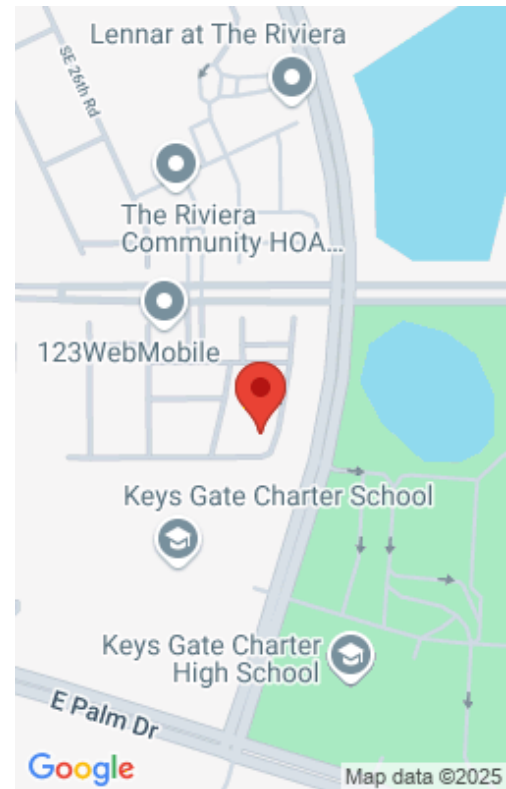 Lennar at The Riviera
SE 26th Rd
The Riviera
Community HOA...
123WebMobile
Keys Gate Charter School
Keys Gate Charter
High School
E Palm Dr
Google
Map data ©2025